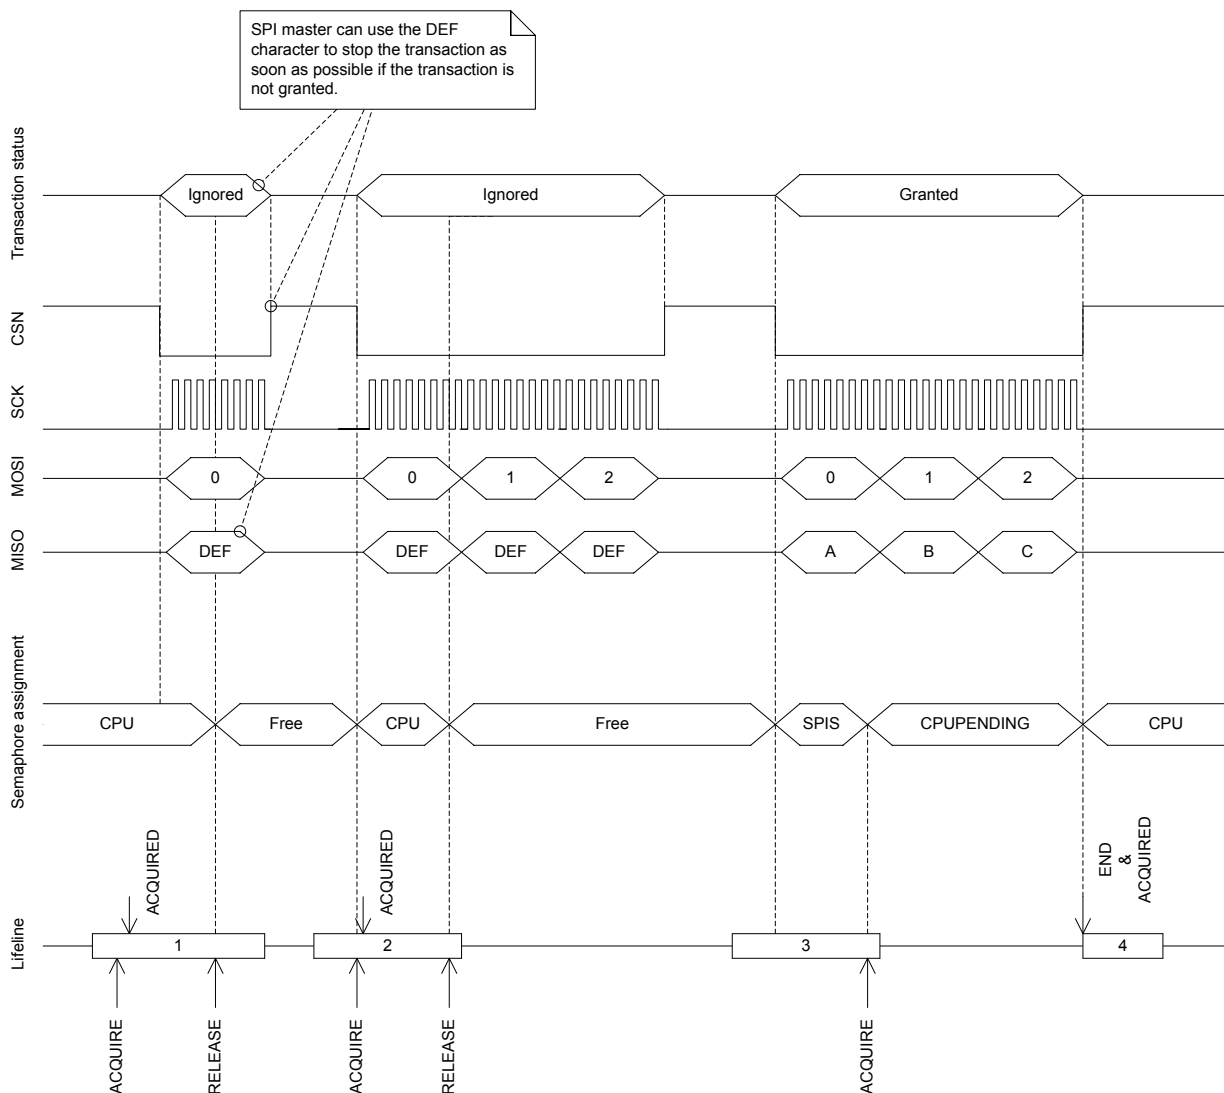 SPI master can use the DEF
character to stop the transaction as
soon as possible if the transaction is
not granted.
Transaction status
Ignored
Ignored
Granted
CSN
SCK
MOSI
0
0
1
2
0
1
2
MISO
DEF
DEF
DEF
DEF
A
B
C
Semaphore assignment
CPU
Free
CPU
Free
SPIS
CPUPENDING
CPU
ACQUIRED
ACQUIRED
END
&
ACQUIRED
Lifeline
1
2
3
4
ACQUIRE
RELEASE
ACQUIRE
RELEASE
ACQUIRE